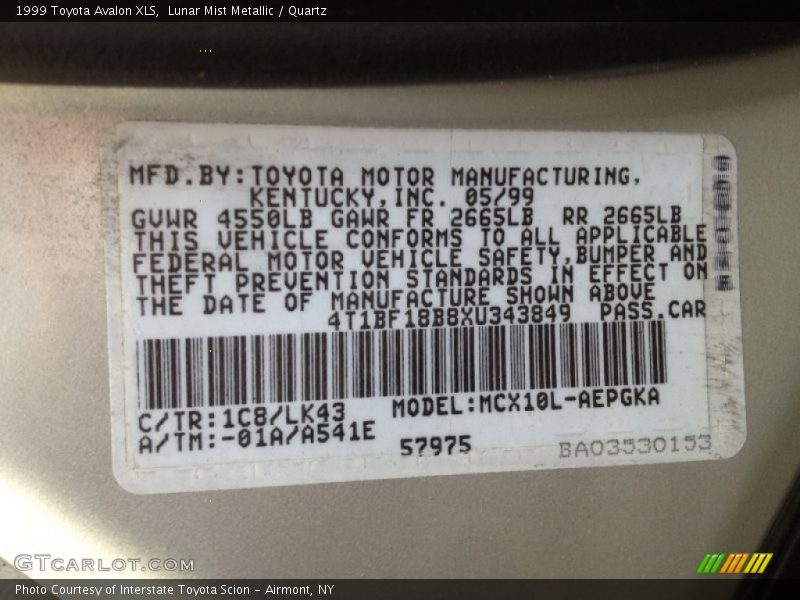 1999 Toyota Avalon XLS,  Lunar Mist Metallic / Quartz
MFD.BY:TOYOTA MOTOR MANUFACTURING,
KENTUCKY,INC. 05/99
GVWR 4550LB GAWR FR 2665LB  RR 2665LB
THIS VEHICLE CONFORMS TO ALL APPLICABLE
FEDERAL MOTOR VEHICLE SAFETY,BUMPER AND
THEFT PREVENTION STANDARDS IN EFFECT ON
THE DATE OF MANUFACTURE SHOWN ABOVE
4T1BF18B8XU343849  PASS.CAR
C/TR:1C8/LK43  MODEL:MCX10L-AEPGKA
A/TM:-01A/A541E  57975  BA03530153
GTCARLOT.COM
Photo Courtesy of Interstate Toyota Scion - Airmont, NY